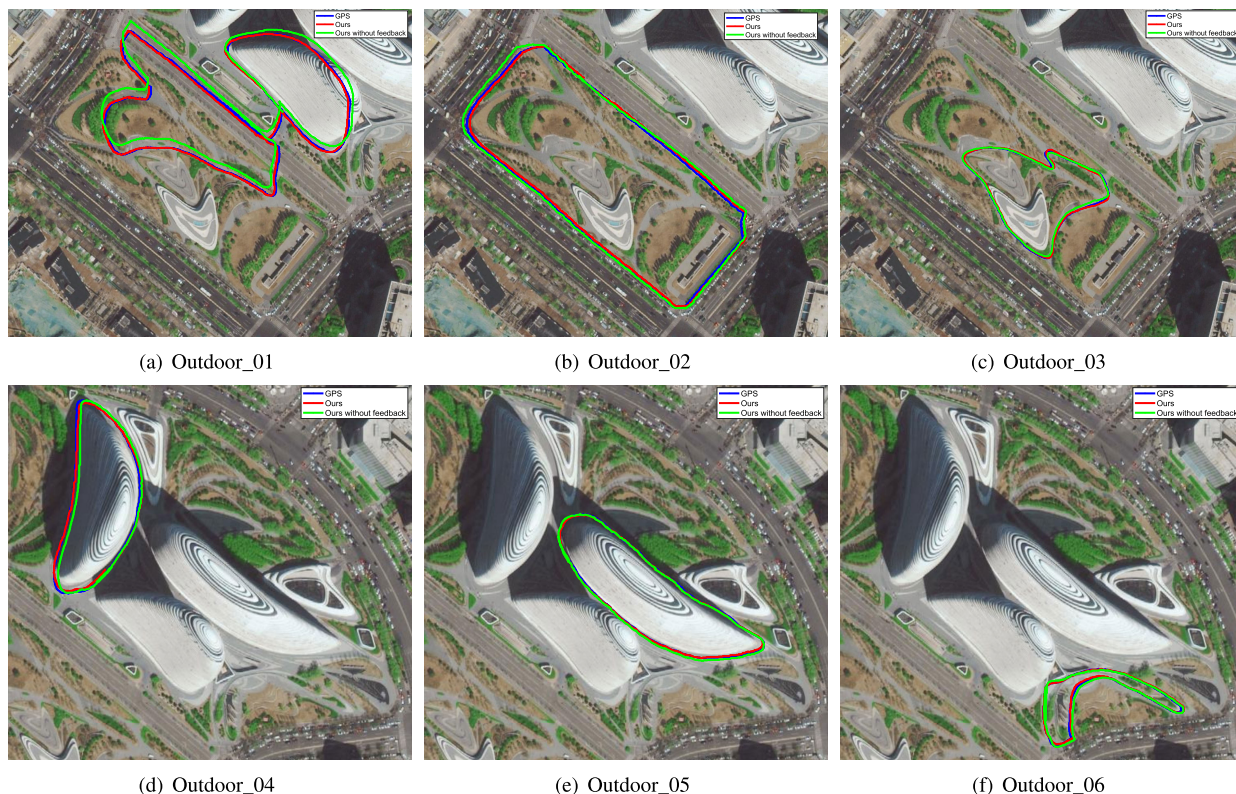 GPS
Ours
Ours without feedback
GPS
Ours
Ours without feedback
GPS
Ours
Ours without feedback
(a) Outdoor_01
(b) Outdoor_02
(c) Outdoor_03
GPS
Ours
Ours without feedback
GPS
Ours
Ours without feedback
GPS
Ours
Ours without feedback
(d) Outdoor_04
(e) Outdoor_05
(f) Outdoor_06